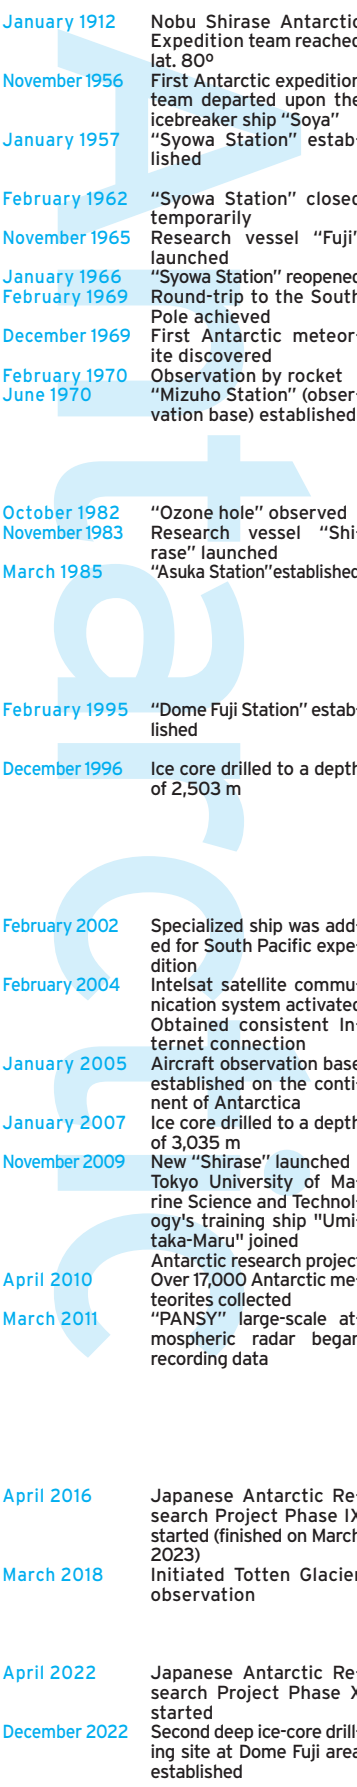 Antarctic
January 1912 Nobu Shirase Antarctic
Expedition team reached
lat. 80º
November 1956 First Antarctic expedition
team departed upon the
icebreaker ship “Soya”
January 1957 “Syowa Station” estab-
lished
February 1962 “Syowa Station” closed
temporarily
November 1965 Research vessel “Fuji”
launched
January 1966 “Syowa Station” reopened
February 1969 Round-trip to the South
Pole achieved
December 1969 First Antarctic meteor-
ite discovered
February 1970 Observation by rocket
June 1970 “Mizuho Station” (obser-
vation base) established
October 1982 “Ozone hole” observed
November 1983 Research vessel “Shi-
rase” launched
March 1985 “Asuka Station”established
February 1995 “Dome Fuji Station” estab-
lished
December 1996 Ice core drilled to a depth
of 2,503 m
February 2002 Specialized ship was add-
ed for South Pacific expe-
dition
February 2004 Intelsat satellite commu-
nication system activated
Obtained consistent In-
ternet connection
January 2005 Aircraft observation base
established on the conti-
nent of Antarctica
January 2007 Ice core drilled to a depth
of 3,035 m
November 2009 New “Shirase” launched
Tokyo University of Ma-
rine Science and Technol-
ogy's training ship "Umi-
taka-Maru" joined
Antarctic research project
April 2010 Over 17,000 Antarctic me-
teorites collected
March 2011 “PANSY” large-scale at-
mospheric radar began
recording data
April 2016 Japanese Antarctic Re-
search Project Phase IX
started (finished on March
2023)
March 2018 Initiated Totten Glacier
observation
April 2022 Japanese Antarctic Re-
search Project Phase X
started
December 2022 Second deep ice-core drill-
ing site at Dome Fuji area
established